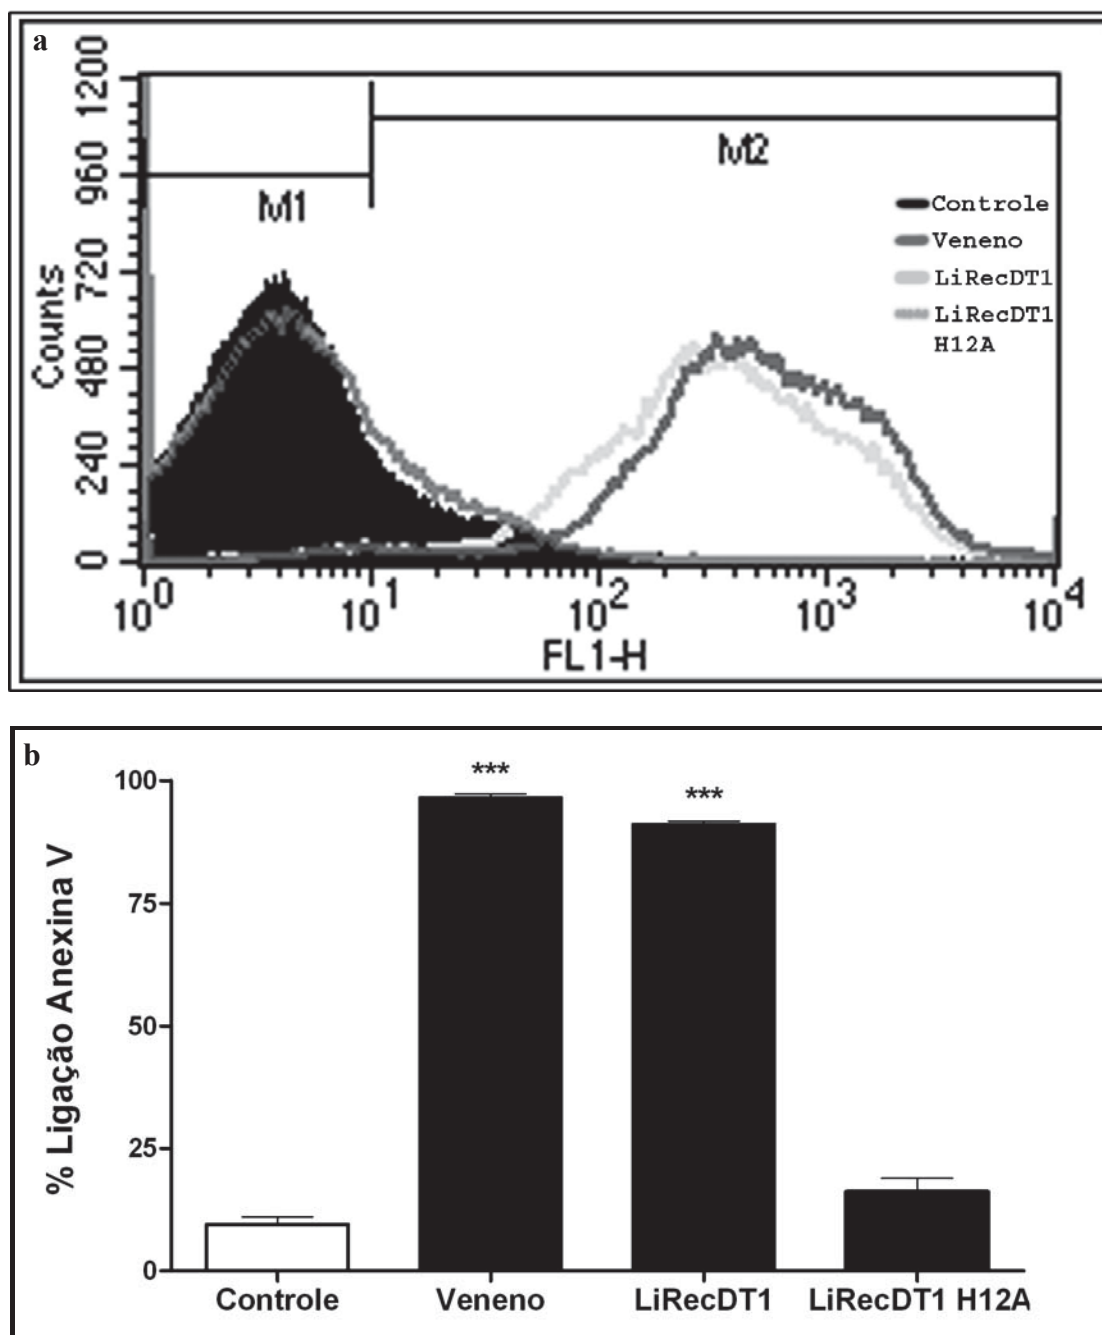 a
1200
960
720
480
240
0
Counts
M1
M2
Controle
Veneno
LiRecDT1
LiRecDT1
H12A
10^0 10^1 10^2 10^3 10^4
FL1-H
b
100
75
50
25
0
% Ligação Anexina V
***
***
Controle Veneno LiRecDT1 LiRecDT1 H12A